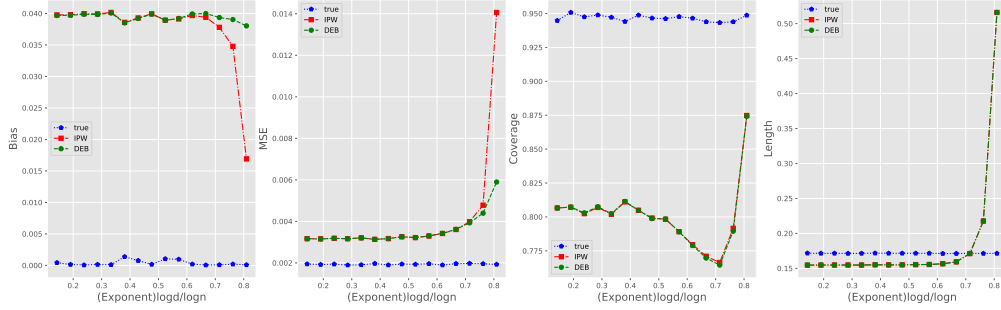 Bias
0.040
0.035
0.030
0.025
0.020
0.015
0.010
0.005
0.000
true
IPW
DEB
0.2 0.3 0.4 0.5 0.6 0.7 0.8
(Exponent)logd/logn
MSE
0.014
0.012
0.010
0.008
0.006
0.004
0.002
true
IPW
DEB
0.2 0.3 0.4 0.5 0.6 0.7 0.8
(Exponent)logd/logn
Coverage
0.950
0.925
0.900
0.875
0.850
0.825
0.800
0.775
true
IPW
DEB
0.2 0.3 0.4 0.5 0.6 0.7 0.8
(Exponent)logd/logn
Length
0.50
0.45
0.40
0.35
0.30
0.25
0.20
0.15
true
IPW
DEB
0.2 0.3 0.4 0.5 0.6 0.7 0.8
(Exponent)logd/logn